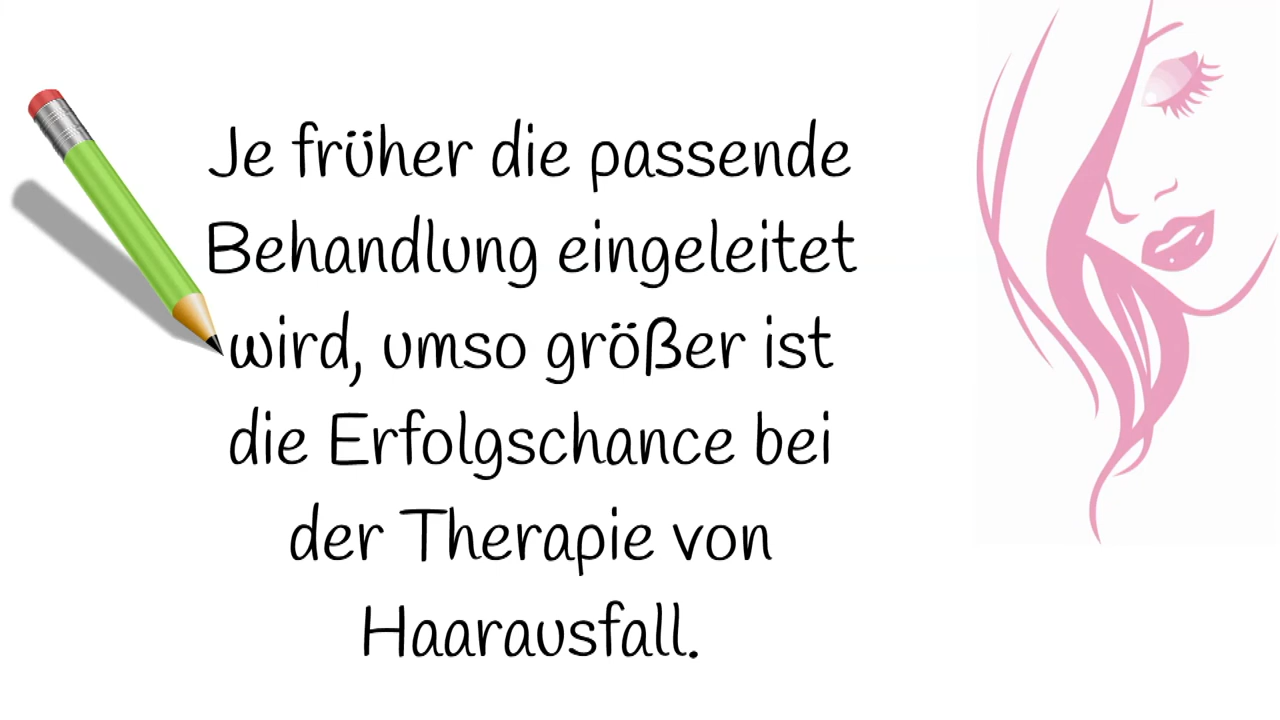 Je früher die passende
Behandlung eingeleitet
wird, umso größer ist
die Erfolgschance bei
der Therapie von
Haarausfall.